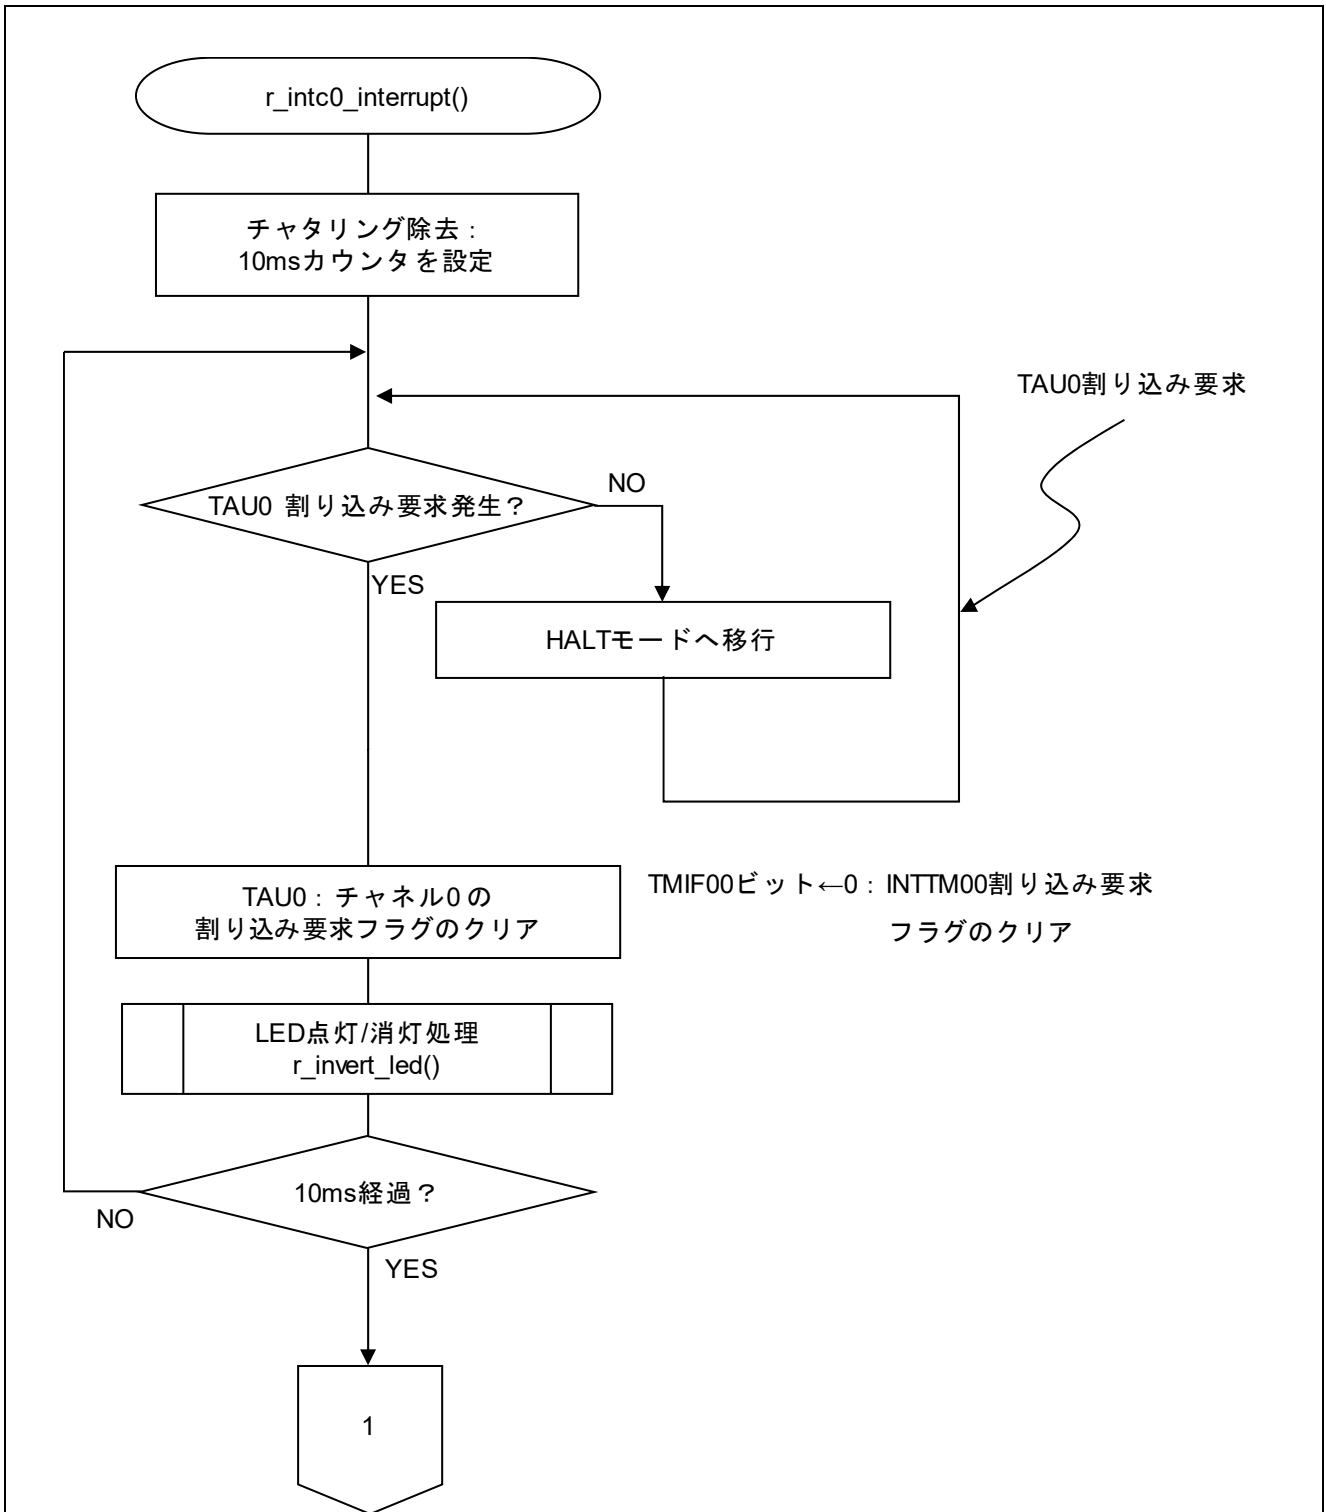 r_intc0_interrupt()
チャタリング除去：
10msカウンタを設定
TAU0割り込み要求
TAU0 割り込み要求発生？
NO
YES
HALTモードへ移行
TAU0：チャネル0 の
割り込み要求フラグのクリア
TMIF00ビット←0：INTTM00割り込み要求
フラグのクリア
LED点灯/消灯処理
r_invert_led()
10ms経過？
NO
YES
1